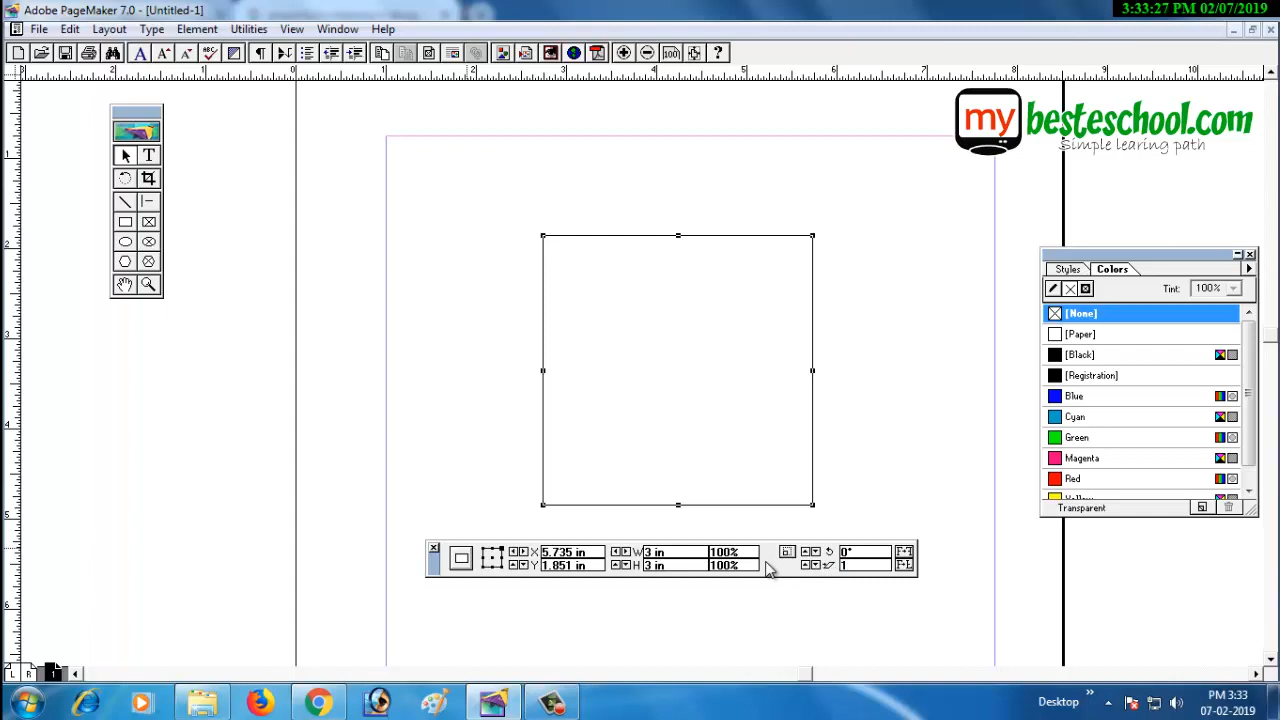 3:33:27 PM 02/07/2019
Adobe PageMaker 7.0 - [Untitled-1]
File Edit Layout Type Element Utilities View Window Help
my besteschool.com
Simple learing path
Styles Colors
Tint: 100%
[None]
[Paper]
[Black]
[Registration]
Blue
Cyan
Green
Magenta
Red
Transparent
X 5.735 in W 3 in 100% 0°
Y 1.851 in H 3 in 100% 1
L R 1
Desktop
PM 3:33
07-02-2019